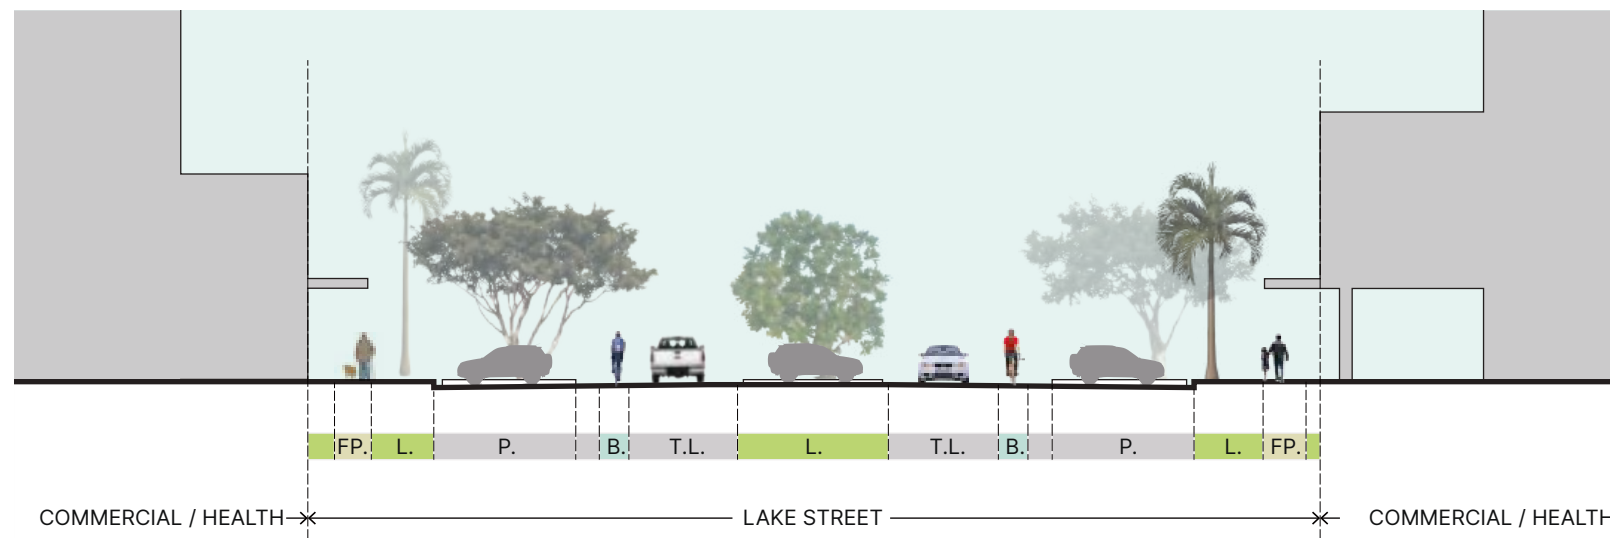 FP. L. P. B. T.L. L. T.L. B. P. L. FP.
COMMERCIAL / HEALTH LAKE STREET COMMERCIAL / HEALTH